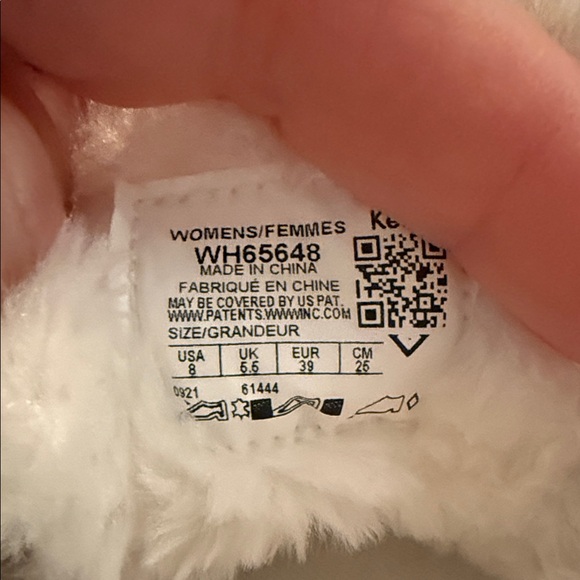 WOMENS/FEMMES
Ke
WH65648
MADE IN CHINA
FABRIQUÉ EN CHINE
MAY BE COVERED BY US PAT.
WWW.PATENTS.WWWINC.COM
SIZE/GRANDEUR
USA UK EUR CM
8 5.5 39 25
0921 61444